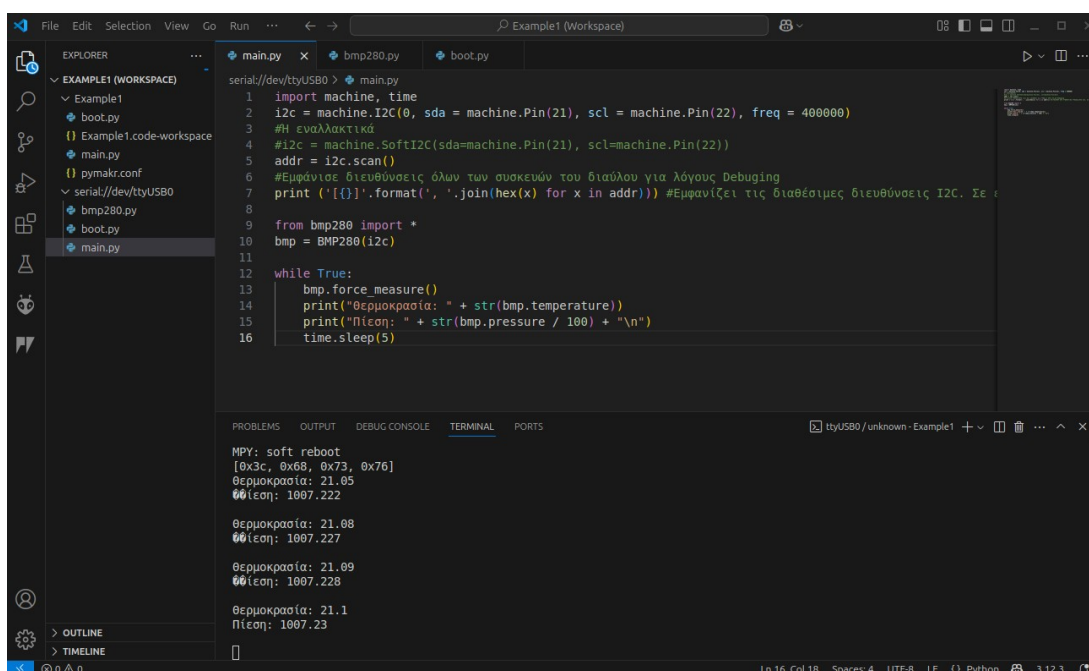 File Edit Selection View Go Run ··· ← → Example1 (Workspace)
EXPLORER ···
EXAMPLE1 (WORKSPACE)
Example1
boot.py
{} Example1.code-workspace
main.py
{} pymakr.conf
serial://dev/ttyUSB0
bmp280.py
boot.py
main.py
OUTLINE
TIMELINE
main.py × bmp280.py boot.py
serial://dev/ttyUSB0 > main.py
1 import machine, time
2 i2c = machine.I2C(0, sda = machine.Pin(21), scl = machine.Pin(22), freq = 400000)
3 #Η εναλλακτικά
4 #i2c = machine.SoftI2C(sda=machine.Pin(21), scl=machine.Pin(22))
5 addr = i2c.scan()
6 #Εμφάνισε διευθύνσεις όλων των συσκευών του διαύλου για λόγους Debuging
7 print ('[{}]'.format(', '.join(hex(x) for x in addr))) #Εμφανίζει τις διαθέσιμες διευθύνσεις I2C. Σε
8
9 from bmp280 import *
10 bmp = BMP280(i2c)
11
12 while True:
13 bmp.force_measure()
14 print("Θερμοκρασία: " + str(bmp.temperature))
15 print("Πίεση: " + str(bmp.pressure / 100) + "\n")
16 time.sleep(5)
PROBLEMS OUTPUT DEBUG CONSOLE TERMINAL PORTS ttyUSB0 / unknown - Example1
MPY: soft reboot
[0x3c, 0x68, 0x73, 0x76]
Θερμοκρασία: 21.05
��ίεση: 1007.222
Θερμοκρασία: 21.08
��ίεση: 1007.227
Θερμοκρασία: 21.09
��ίεση: 1007.228
Θερμοκρασία: 21.1
Πίεση: 1007.23
0 0 Ln 16, Col 18 Spaces: 4 UTF-8 LF {} Python 3.12.3